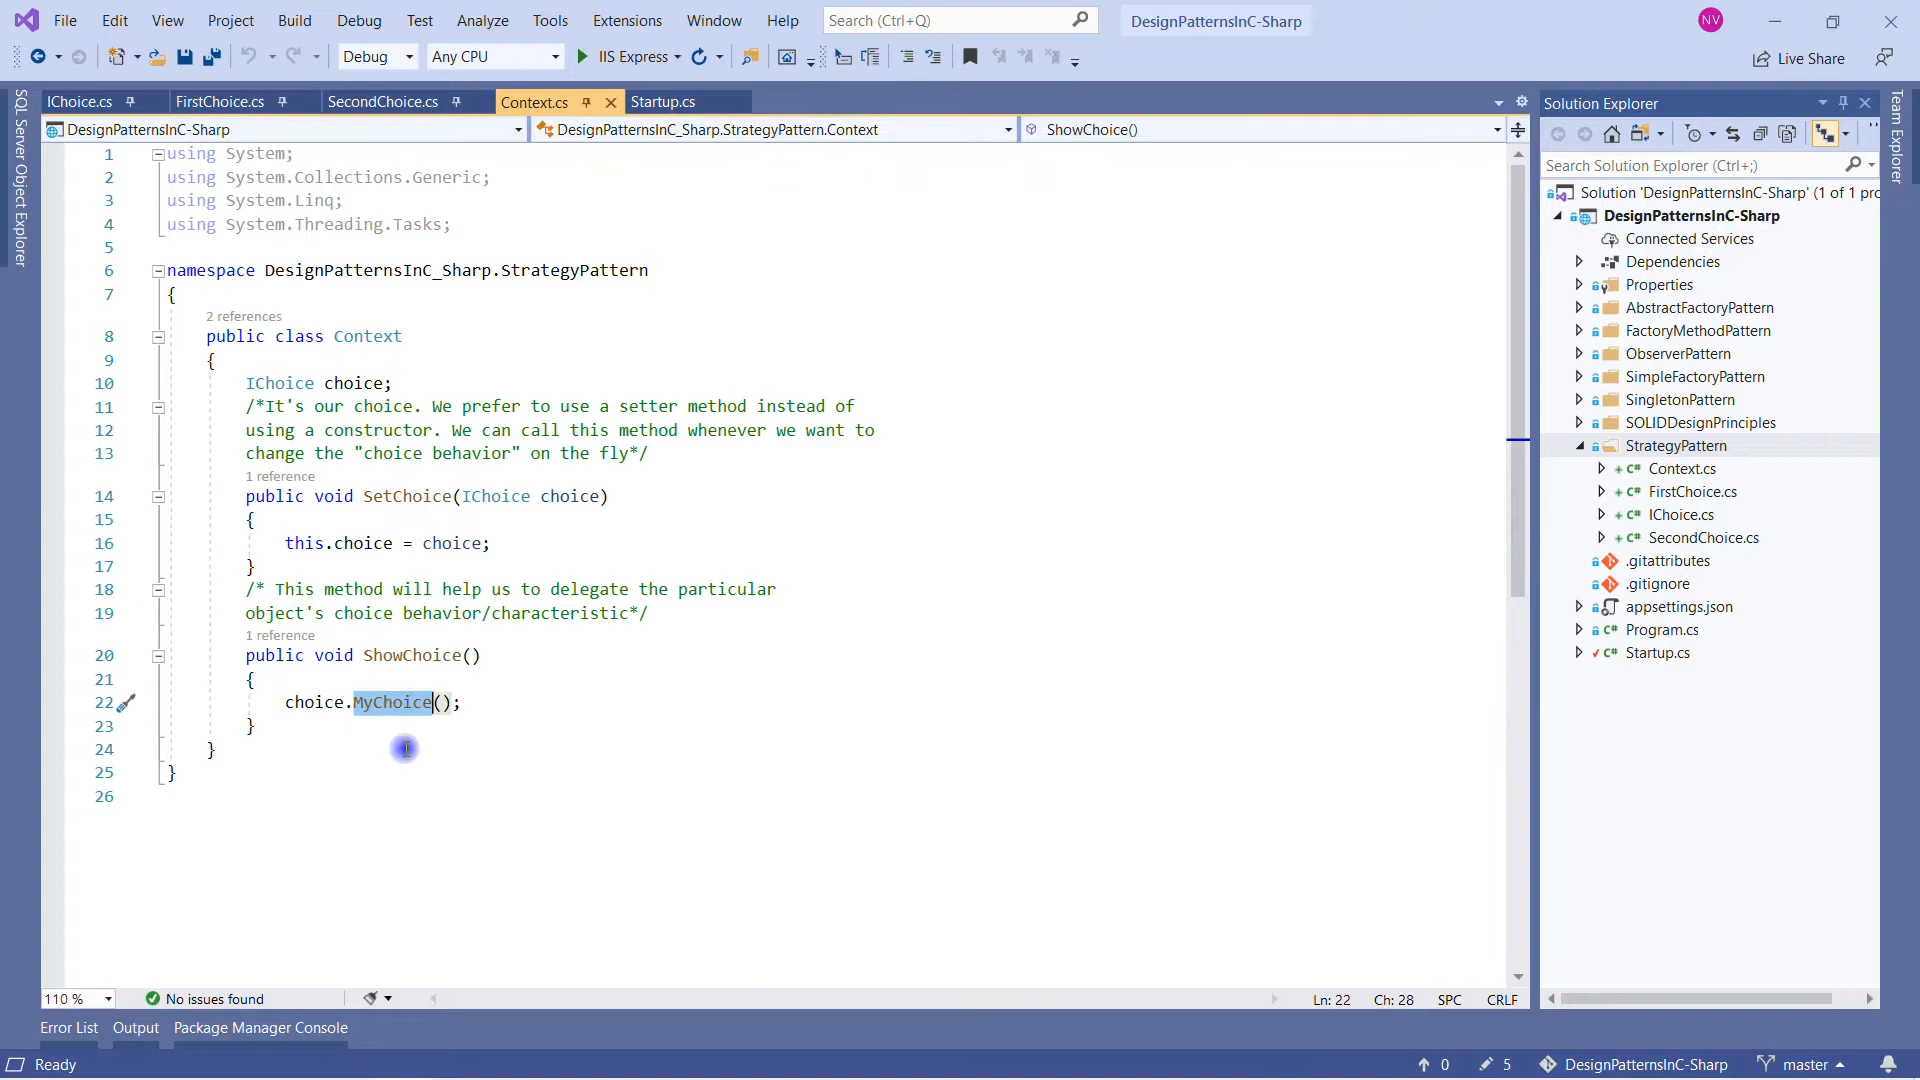 File Edit View Project Build Debug Test Analyze Tools Extensions Window Help Search (Ctrl+Q) DesignPatternsInC-Sharp NV
Debug Any CPU IIS Express Live Share
SQL Server Object Explorer
IChoice.cs FirstChoice.cs SecondChoice.cs Context.cs Startup.cs
DesignPatternsInC-Sharp DesignPatternsInC_Sharp.StrategyPattern.Context ShowChoice()
1 using System;
2 using System.Collections.Generic;
3 using System.Linq;
4 using System.Threading.Tasks;
5
6 namespace DesignPatternsInC_Sharp.StrategyPattern
7 {
2 references
8 public class Context
9 {
10 IChoice choice;
11 /*It's our choice. We prefer to use a setter method instead of
12 using a constructor. We can call this method whenever we want to
13 change the "choice behavior" on the fly*/
1 reference
14 public void SetChoice(IChoice choice)
15 {
16 this.choice = choice;
17 }
18 /* This method will help us to delegate the particular
19 object's choice behavior/characteristic*/
1 reference
20 public void ShowChoice()
21 {
22 choice.MyChoice();
23 }
24 }
25 }
26
110 % No issues found Ln: 22 Ch: 28 SPC CRLF
Solution Explorer
Search Solution Explorer (Ctrl+;)
Solution 'DesignPatternsInC-Sharp' (1 of 1 pro
DesignPatternsInC-Sharp
Connected Services
Dependencies
Properties
AbstractFactoryPattern
FactoryMethodPattern
ObserverPattern
SimpleFactoryPattern
SingletonPattern
SOLIDDesignPrinciples
StrategyPattern
C# Context.cs
C# FirstChoice.cs
C# IChoice.cs
C# SecondChoice.cs
.gitattributes
.gitignore
appsettings.json
C# Program.cs
C# Startup.cs
Team Explorer
Error List Output Package Manager Console
Ready 0 5 DesignPatternsInC-Sharp master